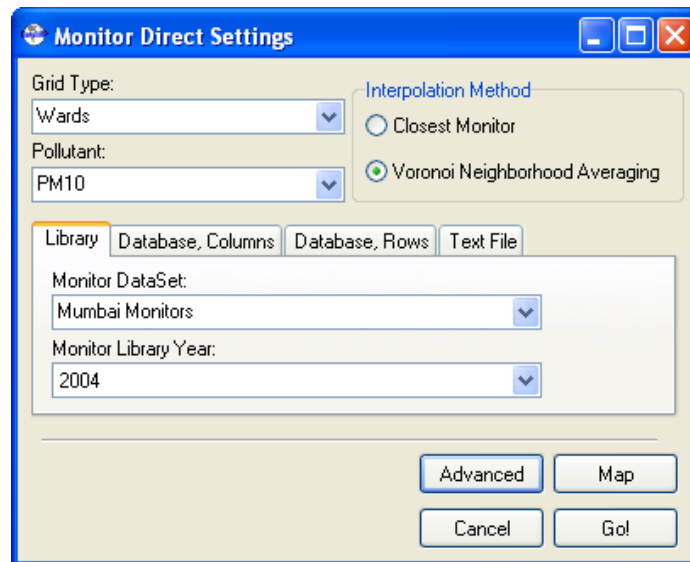 Monitor Direct Settings
Grid Type:
Wards
Pollutant:
PM10
Interpolation Method
Closest Monitor
Voronoi Neighborhood Averaging
Library
Database, Columns
Database, Rows
Text File
Monitor DataSet:
Mumbai Monitors
Monitor Library Year:
2004
Advanced
Map
Cancel
Go!